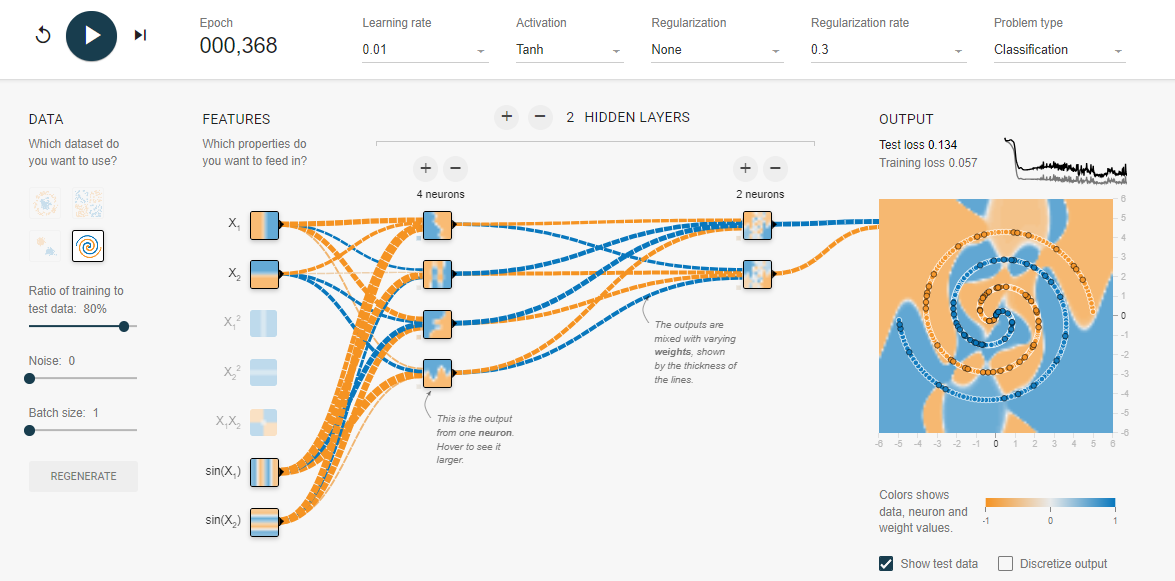 Epoch
000,368
Learning rate
0.01
Activation
Tanh
Regularization
None
Regularization rate
0.3
Problem type
Classification
DATA
Which dataset do
you want to use?
Ratio of training to
test data: 80%
Noise: 0
Batch size: 1
REGENERATE
FEATURES
Which properties do
you want to feed in?
X₁
X₂
X₁²
X₂²
X₁X₂
sin(X₁)
sin(X₂)
+ − 2 HIDDEN LAYERS
+ −
4 neurons
+ −
2 neurons
This is the output
from one neuron.
Hover to see it
larger.
The outputs are
mixed with varying
weights, shown
by the thickness of
the lines.
OUTPUT
Test loss 0.134
Training loss 0.057
6
5
4
3
2
1
0
-1
-2
-3
-4
-5
-6
-6 -5 -4 -3 -2 -1 0 1 2 3 4 5 6
Colors shows
data, neuron and
weight values.
-1 0 1
Show test data
Discretize output